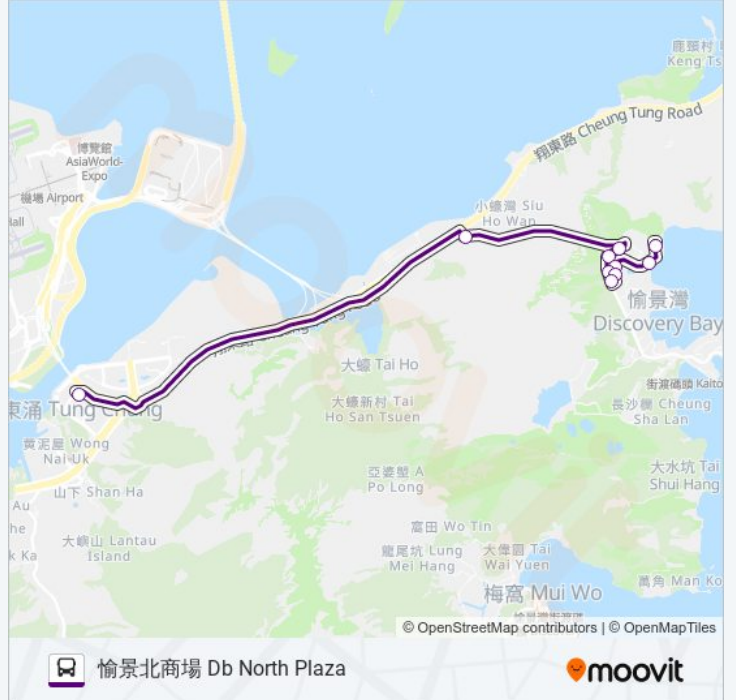 鹿頸村
Keng Ts
翔東路 Cheung Tung Road
博覽館
AsiaWorld-
Expo
機場 Airport
Hall
小蠔灣 Siu
Ho Wan
愉景灣
Discovery Bay
大蠔 Tai Ho
街渡碼頭 Kaito
東涌 Tung Chung
大蠔新村 Tai
Ho San Tsuen
長沙欄 Cheung
Sha Lan
黃泥屋 Wong
Nai Uk
亞婆塱 A
Po Long
大水坑 Tai
Shui Hang
山下 Shan Ha
Au
he
k Ka
富田 Wo Tin
大嶼山 Lantau
Island
龍尾坑 Lung
Mei Hang
大偉園 Tai
Wai Yuen
萬角 Man Ko
梅窩 Mui Wo
© OpenStreetMap contributors | © OpenMapTiles
愉景北商場 Db North Plaza
moovit